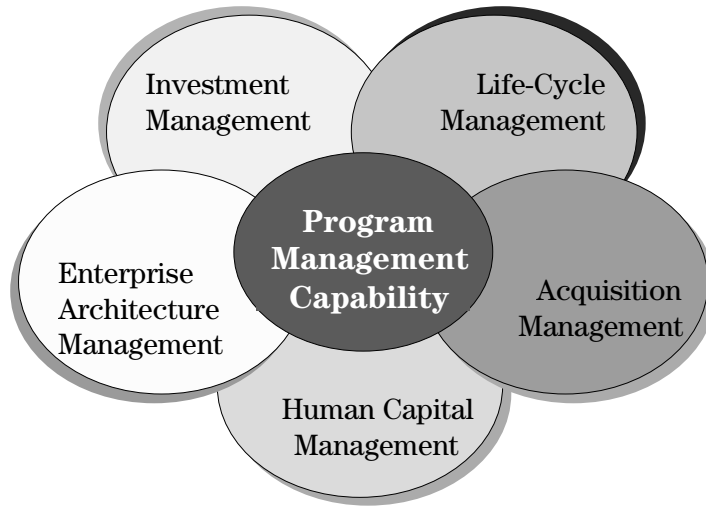 Investment
Management
Life-Cycle
Management
Program
Management
Capability
Enterprise
Architecture
Management
Acquisition
Management
Human Capital
Management